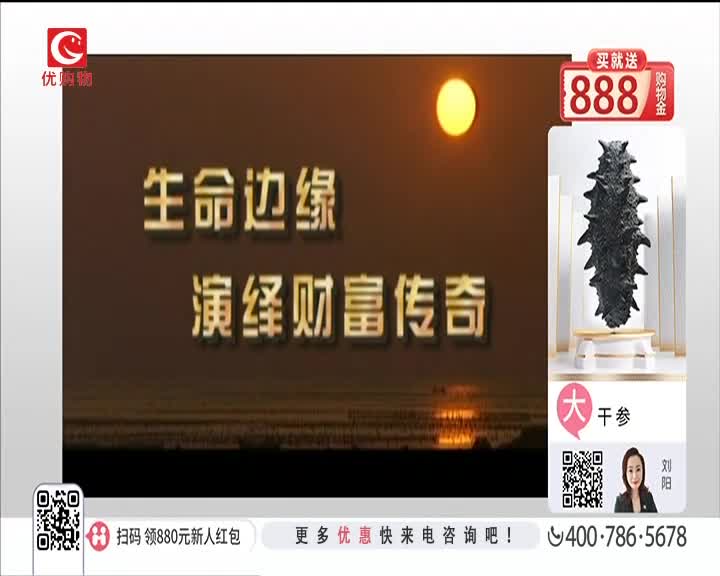 优购物
生命边缘
演绎财富传奇
买就送
888
购物金
大
干参
刘阳
扫码 领880元新人红包
更多优惠快来电咨询吧！
400-786-5678